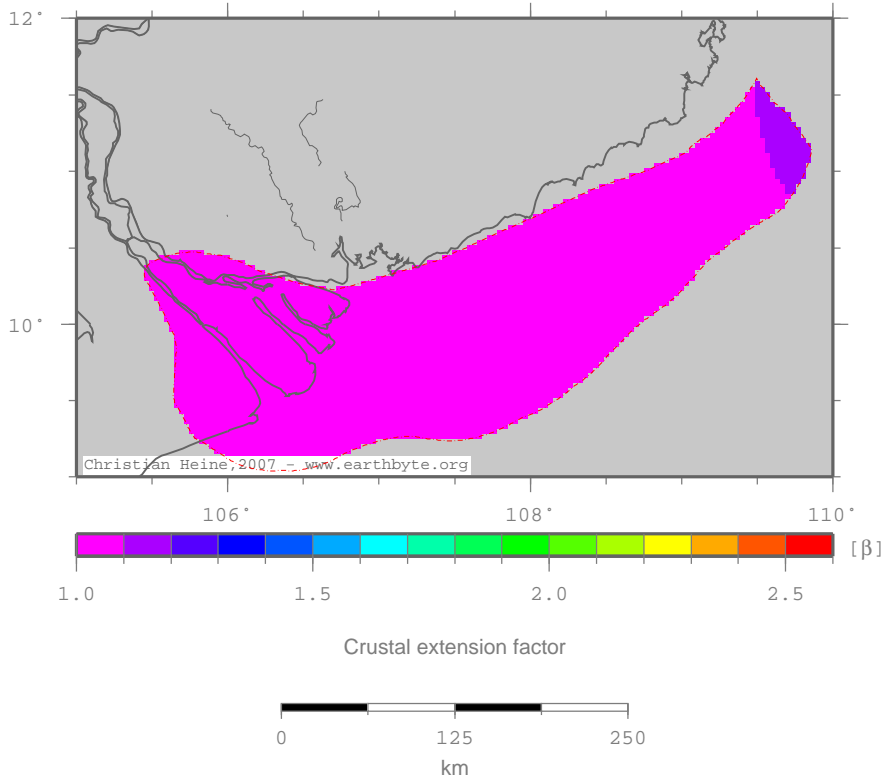 12°
10°
Christian Heine, 2007 - www.earthbyte.org
106° 108° 110°
[β]
1.0 1.5 2.0 2.5
Crustal extension factor
0 125 250
km